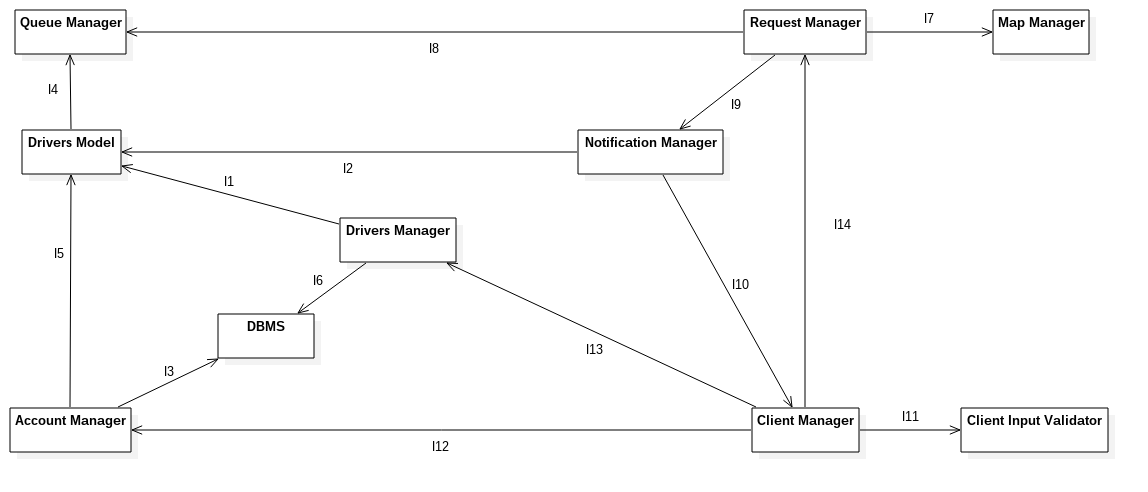 Queue Manager
Request Manager
I7
Map Manager
I8
I4
I9
Drivers Model
Notification Manager
I2
I1
Drivers Manager
I14
I5
I6
I10
DBMS
I13
I3
Account Manager
Client Manager
I11
Client Input Validator
I12